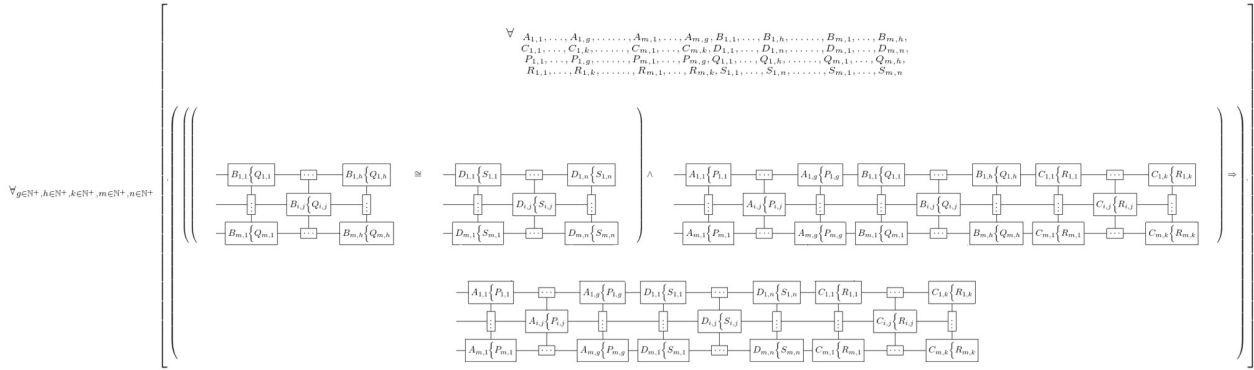 ∀ A₁,₁, …, A₁,g, ……, Aₘ,₁, …, Aₘ,g, B₁,₁, …, B₁,ₕ, ……, Bₘ,₁, …, Bₘ,ₕ,
C₁,₁, …, C₁,ₖ, ……, Cₘ,₁, …, Cₘ,ₖ, D₁,₁, …, D₁,ₙ, ……, Dₘ,₁, …, Dₘ,ₙ,
P₁,₁, …, P₁,g, ……, Pₘ,₁, …, Pₘ,g, Q₁,₁, …, Q₁,ₕ, ……, Qₘ,₁, …, Qₘ,ₕ,
R₁,₁, …, R₁,ₖ, ……, Rₘ,₁, …, Rₘ,ₖ, S₁,₁, …, S₁,ₙ, ……, Sₘ,₁, …, Sₘ,ₙ
B₁,₁{Q₁,₁ ⋯ B₁,ₕ{Q₁,ₕ ≅ D₁,₁{S₁,₁ ⋯ D₁,ₙ{S₁,ₙ ∧ A₁,₁{P₁,₁ ⋯ A₁,g{P₁,g B₁,₁{Q₁,₁ ⋯ B₁,ₕ{Q₁,ₕ C₁,₁{R₁,₁ ⋯ C₁,ₖ{R₁,ₖ ⇒
∀g∈ℕ⁺,h∈ℕ⁺,k∈ℕ⁺,m∈ℕ⁺,n∈ℕ⁺ ⋮ Bᵢ,ⱼ{Qᵢ,ⱼ ⋮ ⋮ Dᵢ,ⱼ{Sᵢ,ⱼ ⋮ ⋮ Aᵢ,ⱼ{Pᵢ,ⱼ ⋮ ⋮ Bᵢ,ⱼ{Qᵢ,ⱼ ⋮ ⋮ Cᵢ,ⱼ{Rᵢ,ⱼ ⋮
Bₘ,₁{Qₘ,₁ ⋯ Bₘ,ₕ{Qₘ,ₕ Dₘ,₁{Sₘ,₁ ⋯ Dₘ,ₙ{Sₘ,ₙ Aₘ,₁{Pₘ,₁ ⋯ Aₘ,g{Pₘ,g Bₘ,₁{Qₘ,₁ ⋯ Bₘ,ₕ{Qₘ,ₕ Cₘ,₁{Rₘ,₁ ⋯ Cₘ,ₖ{Rₘ,ₖ
A₁,₁{P₁,₁ ⋯ A₁,g{P₁,g D₁,₁{S₁,₁ ⋯ D₁,ₙ{S₁,ₙ C₁,₁{R₁,₁ ⋯ C₁,ₖ{R₁,ₖ
⋮ Aᵢ,ⱼ{Pᵢ,ⱼ ⋮ ⋮ Dᵢ,ⱼ{Sᵢ,ⱼ ⋮ ⋮ Cᵢ,ⱼ{Rᵢ,ⱼ ⋮
Aₘ,₁{Pₘ,₁ ⋯ Aₘ,g{Pₘ,g Dₘ,₁{Sₘ,₁ ⋯ Dₘ,ₙ{Sₘ,ₙ Cₘ,₁{Rₘ,₁ ⋯ Cₘ,ₖ{Rₘ,ₖ